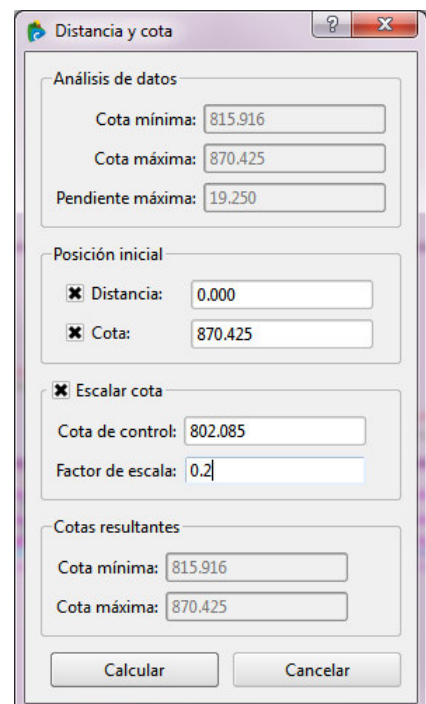 Distancia y cota
Análisis de datos
Cota mínima: 815.916
Cota máxima: 870.425
Pendiente máxima: 19.250
Posición inicial
Distancia: 0.000
Cota: 870.425
Escalar cota
Cota de control: 802.085
Factor de escala: 0.2
Cotas resultantes
Cota mínima: 815.916
Cota máxima: 870.425
Calcular Cancelar